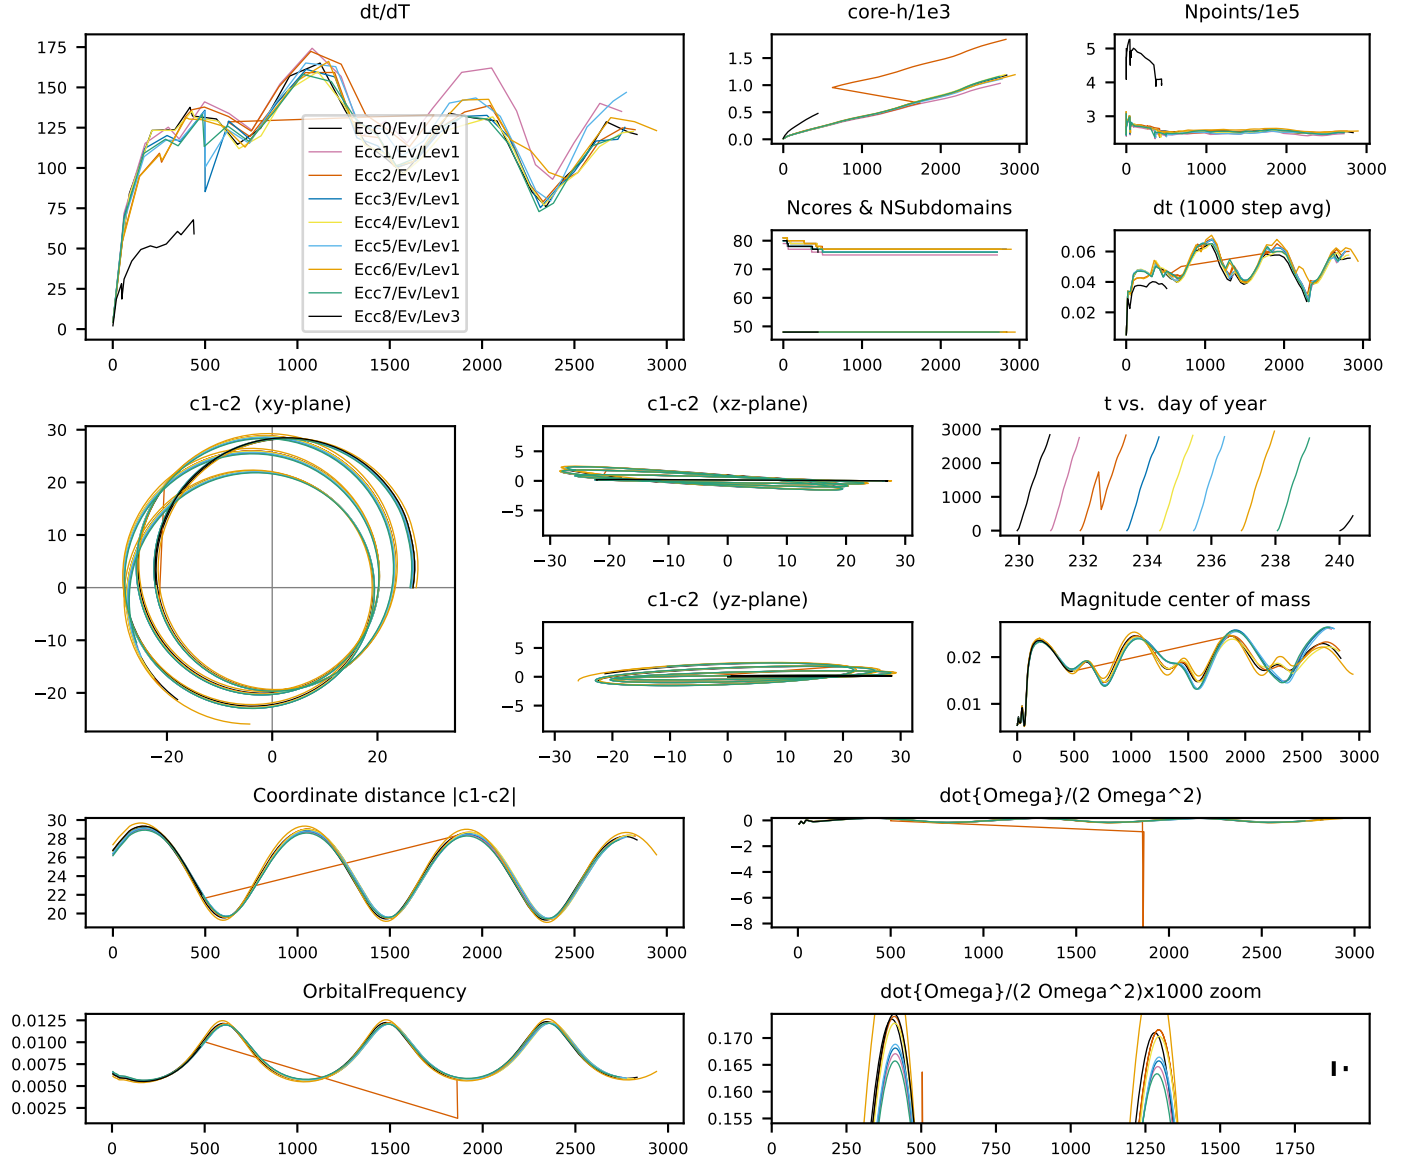 dt/dT
175
150
125
100
75
50
25
0
0 500 1000 1500 2000 2500 3000
Ecc0/Ev/Lev1
Ecc1/Ev/Lev1
Ecc2/Ev/Lev1
Ecc3/Ev/Lev1
Ecc4/Ev/Lev1
Ecc5/Ev/Lev1
Ecc6/Ev/Lev1
Ecc7/Ev/Lev1
Ecc8/Ev/Lev3
core-h/1e3
1.5
1.0
0.5
0.0
0 1000 2000 3000
Npoints/1e5
5
4
3
0 1000 2000 3000
Ncores & NSubdomains
80
70
60
50
0 1000 2000 3000
dt (1000 step avg)
0.06
0.04
0.02
0 1000 2000 3000
c1-c2 (xy-plane)
30
20
10
0
−10
−20
−20 0 20
c1-c2 (xz-plane)
5
0
−5
−30 −20 −10 0 10 20 30
t vs. day of year
3000
2000
1000
0
230 232 234 236 238 240
c1-c2 (yz-plane)
5
0
−5
−30 −20 −10 0 10 20 30
Magnitude center of mass
0.02
0.01
0 500 1000 1500 2000 2500 3000
Coordinate distance |c1-c2|
30
28
26
24
22
20
0 500 1000 1500 2000 2500 3000
dot{Omega}/(2 Omega^2)
0
−2
−4
−6
−8
0 500 1000 1500 2000 2500 3000
OrbitalFrequency
0.0125
0.0100
0.0075
0.0050
0.0025
0 500 1000 1500 2000 2500 3000
dot{Omega}/(2 Omega^2)x1000 zoom
0.170
0.165
0.160
0.155
0 250 500 750 1000 1250 1500 1750